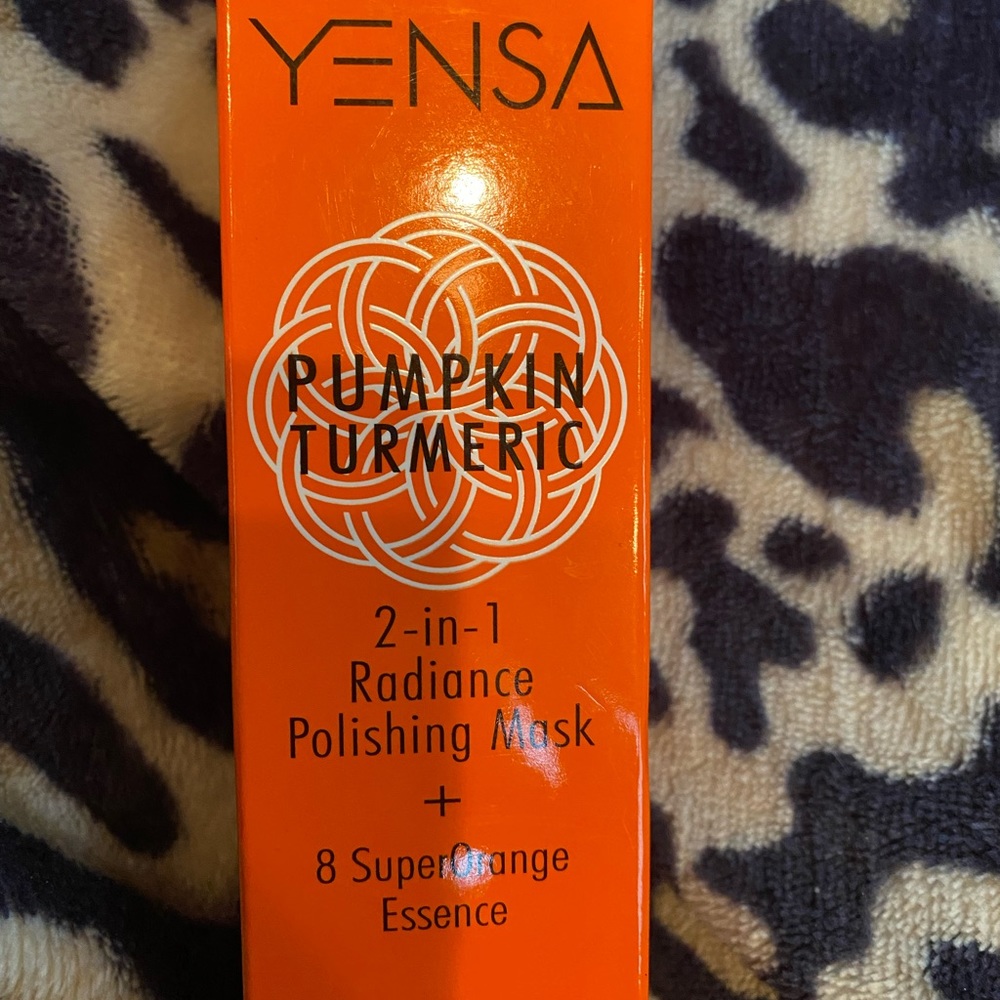 YENSA
PUMPKIN
TURMERIC
2-in-1
Radiance
Polishing Mask
+
8 SuperOrange
Essence